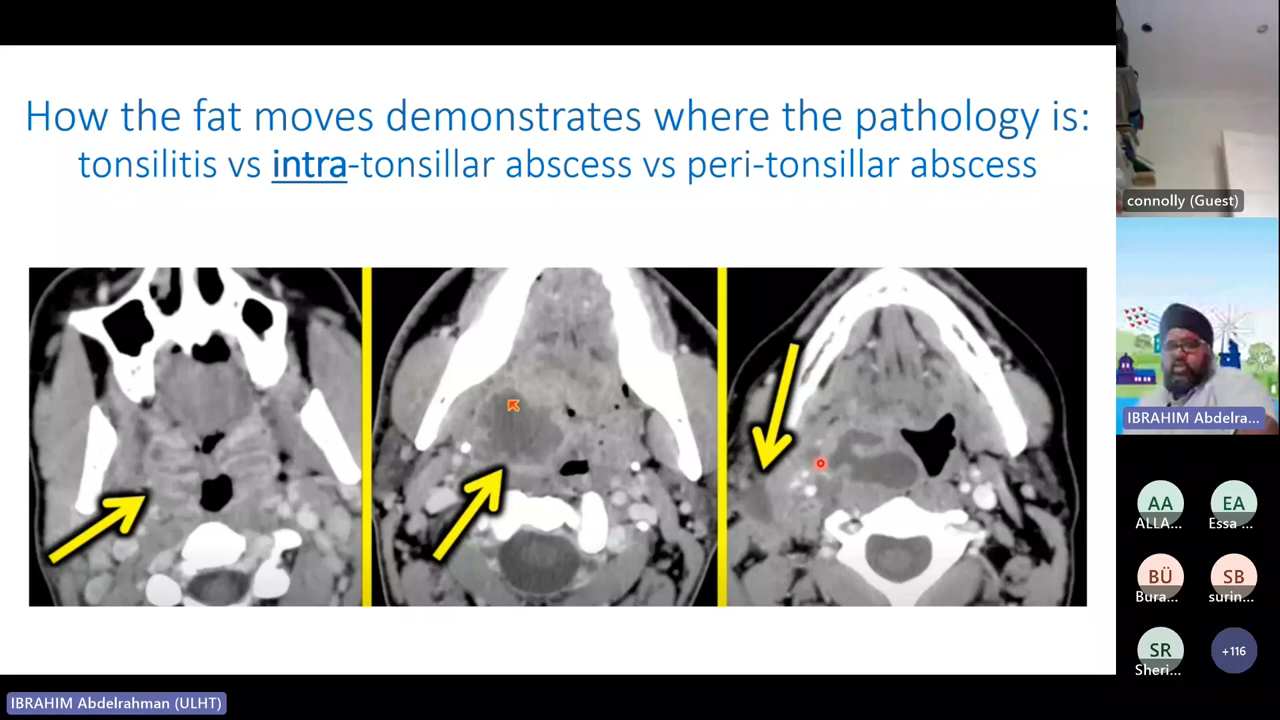 How the fat moves demonstrates where the pathology is:
tonsilitis vs intra-tonsillar abscess vs peri-tonsillar abscess
connolly (Guest)
IBRAHIM Abdelra...
AA
EA
ALLA...
Essa ...
BÜ
SB
Bura...
surin...
SR
+116
Sheri...
IBRAHIM Abdelrahman (ULHT)